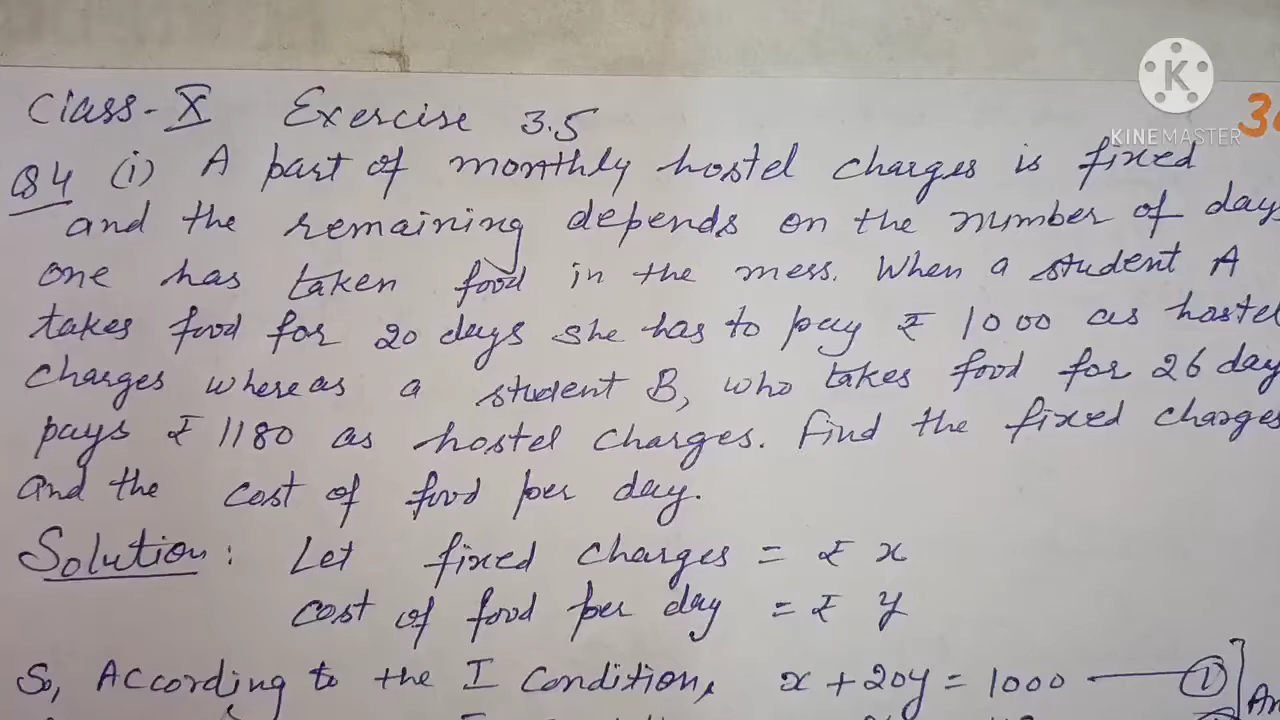 Class-X Exercise 3.5
KINEMASTER
Q4 (i) A part of monthly hostel charges is fixed
and the remaining depends on the number of day
one has taken food in the mess. When a student A
takes food for 20 days she has to pay ₹ 1000 as hostel
charges whereas a student B, who takes food for 26 day
pays ₹ 1180 as hostel charges. Find the fixed charges
and the cost of food per day.
Solution: Let fixed charges = ₹ x
cost of food per day = ₹ y
So, According to the I Condition, x + 20y = 1000 — (1)